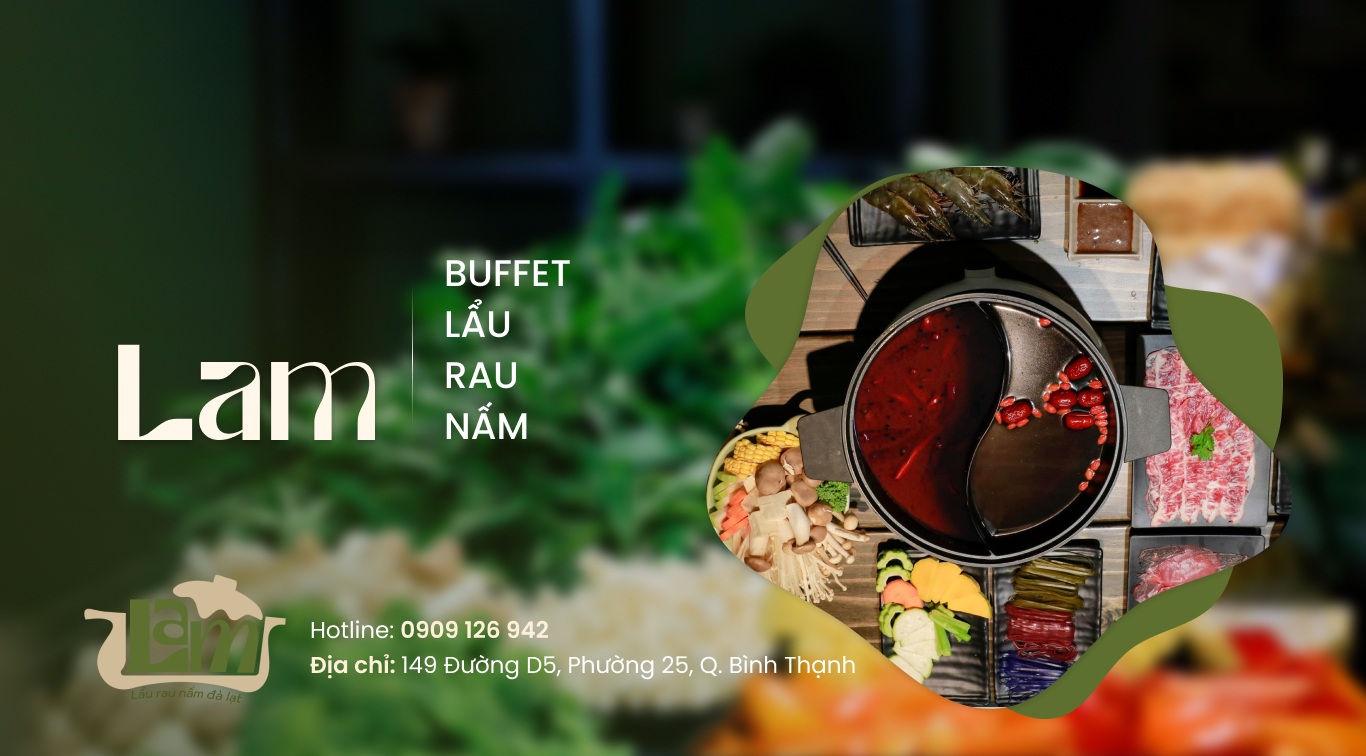 Lam
BUFFET
LẨU
RAU
NẤM
Lam
Lẩu rau nấm đà lạt
Hotline: 0909 126 942
Địa chỉ: 149 Đường D5, Phường 25, Q. Bình Thạnh